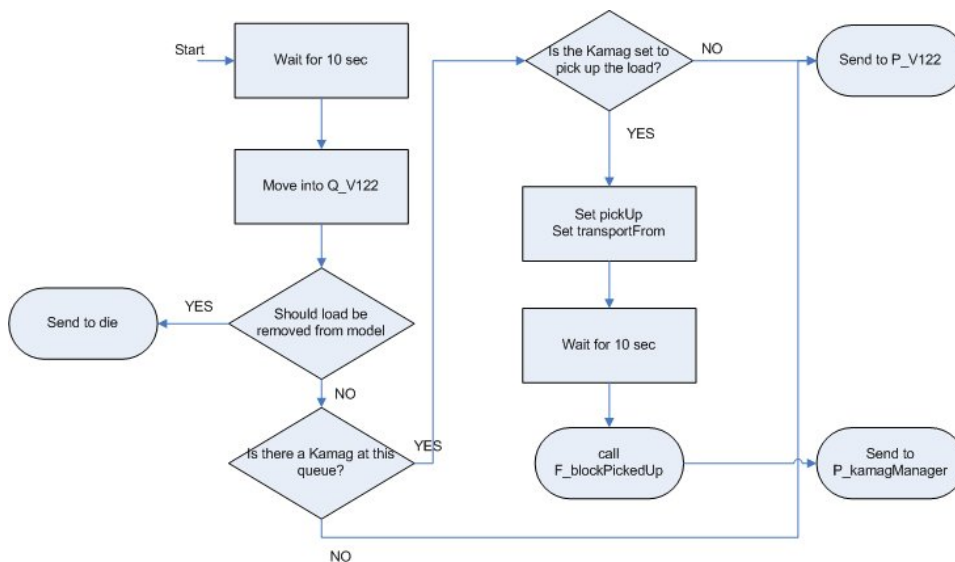 Start
Wait for 10 sec
Move into Q_V122
Should load be
removed from model
YES
Send to die
NO
Is there a Kamag at this
queue?
YES
NO
Is the Kamag set to
pick up the load?
NO
Send to P_V122
YES
Set pickUp
Set transportFrom
Wait for 10 sec
call
F_blockPickedUp
Send to
P_kamagManager